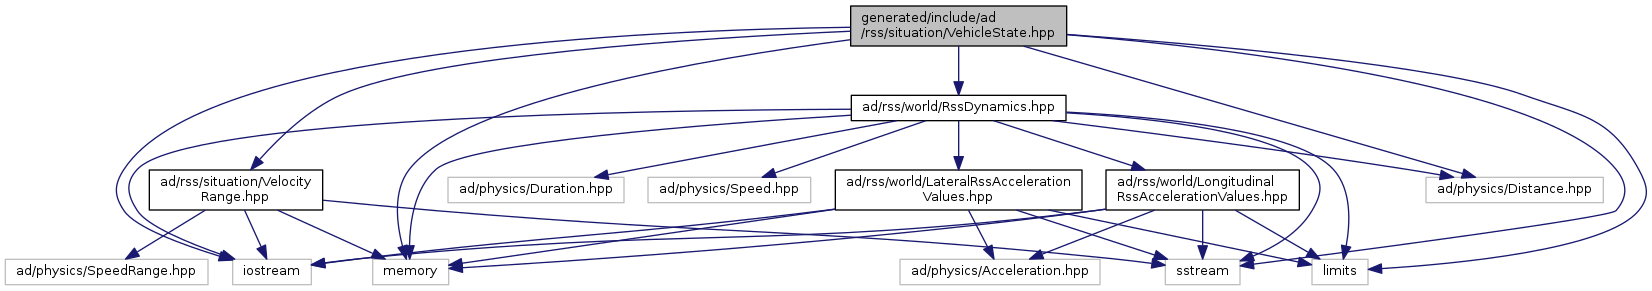 generated/include/ad
/rss/situation/VehicleState.hpp
ad/rss/world/RssDynamics.hpp
ad/rss/situation/Velocity
Range.hpp
ad/physics/Duration.hpp
ad/physics/Speed.hpp
ad/rss/world/LateralRssAcceleration
Values.hpp
ad/rss/world/Longitudinal
RssAccelerationValues.hpp
ad/physics/Distance.hpp
ad/physics/SpeedRange.hpp
iostream
memory
ad/physics/Acceleration.hpp
sstream
limits